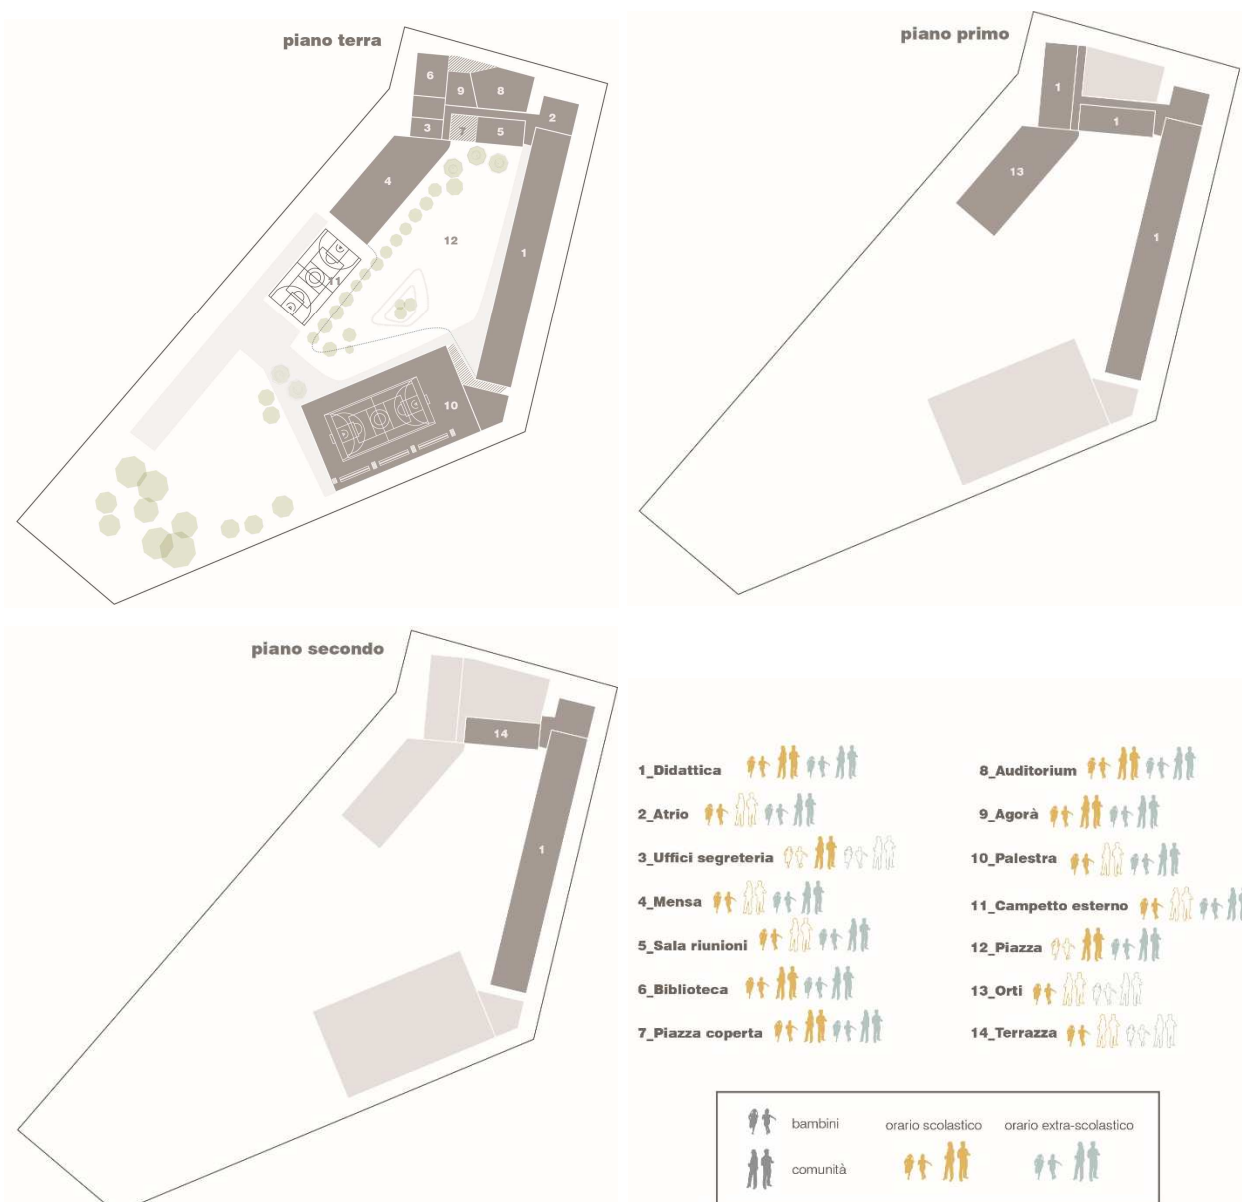 piano terra
6
9
8
2
3
7
5
4
12
1
11
10
piano primo
1
1
13
1
piano secondo
14
1
1_Didattica
2_Atrio
3_Uffici segreteria
4_Mensa
5_Sala riunioni
6_Biblioteca
7_Piazza coperta
8_Auditorium
9_Agorà
10_Palestra
11_Campetto esterno
12_Piazza
13_Orti
14_Terrazza
bambini
orario scolastico
orario extra-scolastico
comunità